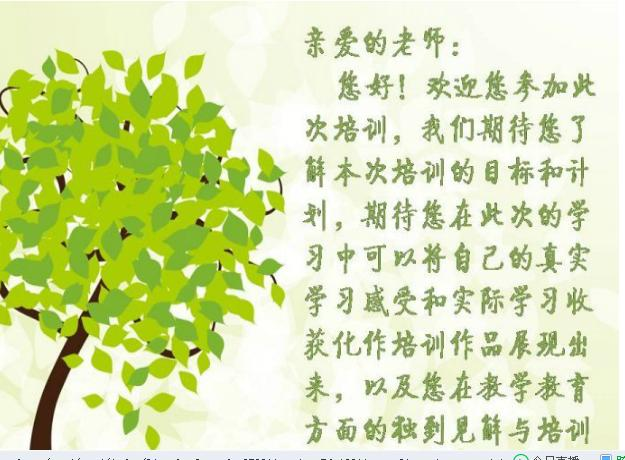 亲爱的老师：
您好！欢迎您参加此
次培训，我们期待您了
解本次培训的目标和计
划，期待您在此次的学
习中可以将自己的真实
学习感受和实际学习收
获化作培训作品展现出
来，以及您在教学教育
方面的独到见解与培训
今日直播